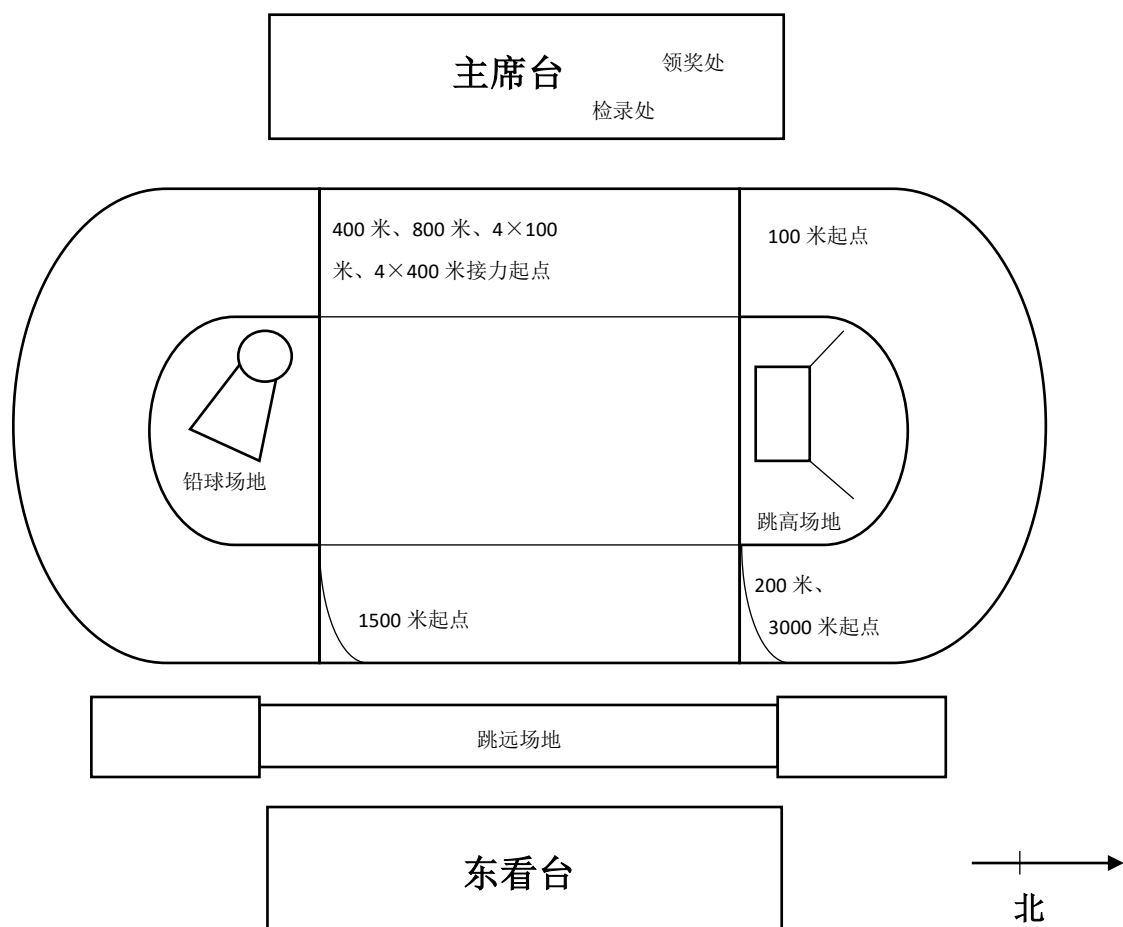 主席台
领奖处
检录处
400 米、800 米、4×100
米、4×400 米接力起点
100 米起点
铅球场地
跳高场地
1500 米起点
200 米、
3000 米起点
跳远场地
东看台
北